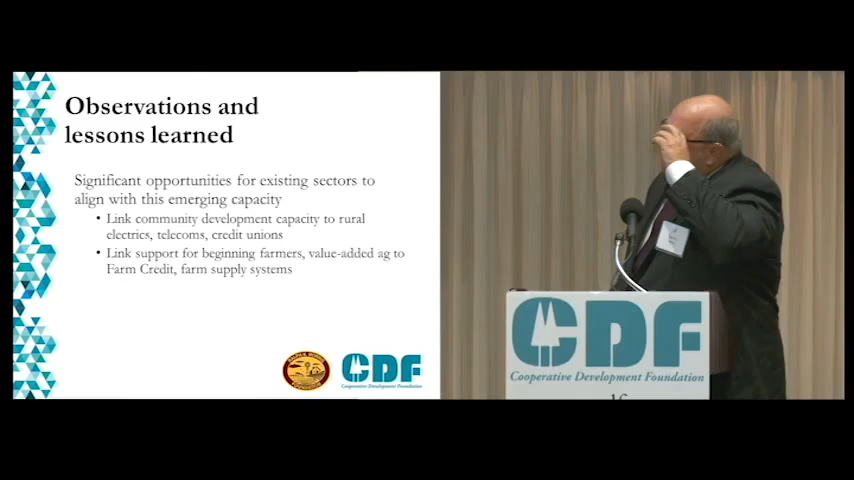 Observations and
lessons learned
Significant opportunities for existing sectors to
align with this emerging capacity
• Link community development capacity to rural
electrics, telecoms, credit unions
• Link support for beginning farmers, value-added ag to
Farm Credit, farm supply systems
CDF
Cooperative Development Foundation
CDF
Cooperative Development Foundation